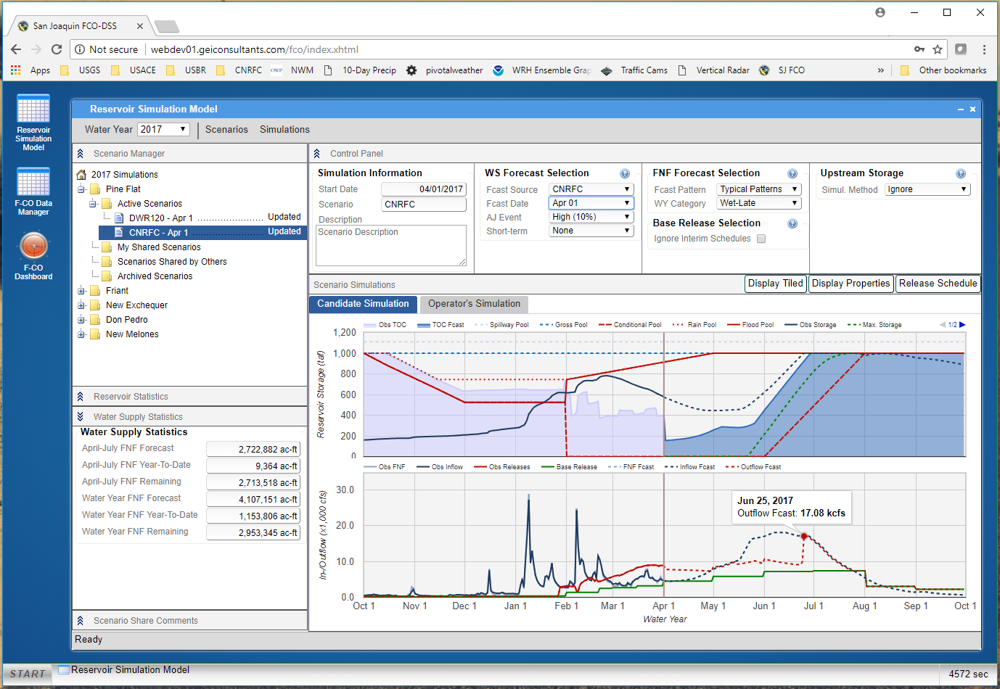 San Joaquin FCO-DSS
Not secure | webdev01.geiconsultants.com/fco/index.xhtml
Apps USGS USACE USBR CNRFC OWP NWM 10-Day Precip pivotalweather WRH Ensemble Grap Traffic Cams Vertical Radar SJ FCO » Other bookmarks
Reservoir Simulation Model
F-CO Data Manager
F-CO Dashboard
Reservoir Simulation Model
Water Year 2017 Scenarios Simulations
Scenario Manager
2017 Simulations
Pine Flat
Active Scenarios
DWR120 - Apr 1 ........................ Updated
CNRFC - Apr 1 ........................ Updated
My Shared Scenarios
Scenarios Shared by Others
Archived Scenarios
Friant
New Exchequer
Don Pedro
New Melones
Reservoir Statistics
Water Supply Statistics
Water Supply Statistics
April-July FNF Forecast 2,722,882 ac-ft
April-July FNF Year-To-Date 9,364 ac-ft
April-July FNF Remaining 2,713,518 ac-ft
Water Year FNF Forecast 4,107,151 ac-ft
Water Year FNF Year-To-Date 1,153,806 ac-ft
Water Year FNF Remaining 2,953,345 ac-ft
Scenario Share Comments
Control Panel
Simulation Information
Start Date 04/01/2017
Scenario CNRFC
Description
Scenario Description
WS Forecast Selection
Fcast Source CNRFC
Fcast Date Apr 01
AJ Event High (10%)
Short-term None
FNF Forecast Selection
Fcast Pattern Typical Patterns
WY Category Wet-Late
Base Release Selection
Ignore Interim Schedules
Upstream Storage
Simul. Method Ignore
Scenario Simulations Display Tiled Display Properties Release Schedule
Candidate Simulation Operator's Simulation
Obs TOC TOC Fcast Spillway Pool Gross Pool Conditional Pool Rain Pool Flood Pool Obs Storage Max. Storage 1/2
Reservoir Storage (taf)
1,200
1,000
800
600
400
200
0
Obs FNF Obs Inflow Obs Releases Base Release FNF Fcast Inflow Fcast Outflow Fcast
In-/Outflow (x1,000 cfs)
30.0
20.0
10.0
0.0
Jun 25, 2017
Outflow Fcast: 17.08 kcfs
Oct 1 Nov 1 Dec 1 Jan 1 Feb 1 Mar 1 Apr 1 May 1 Jun 1 Jul 1 Aug 1 Sep 1 Oct 1
Water Year
Ready
START Reservoir Simulation Model 4572 sec